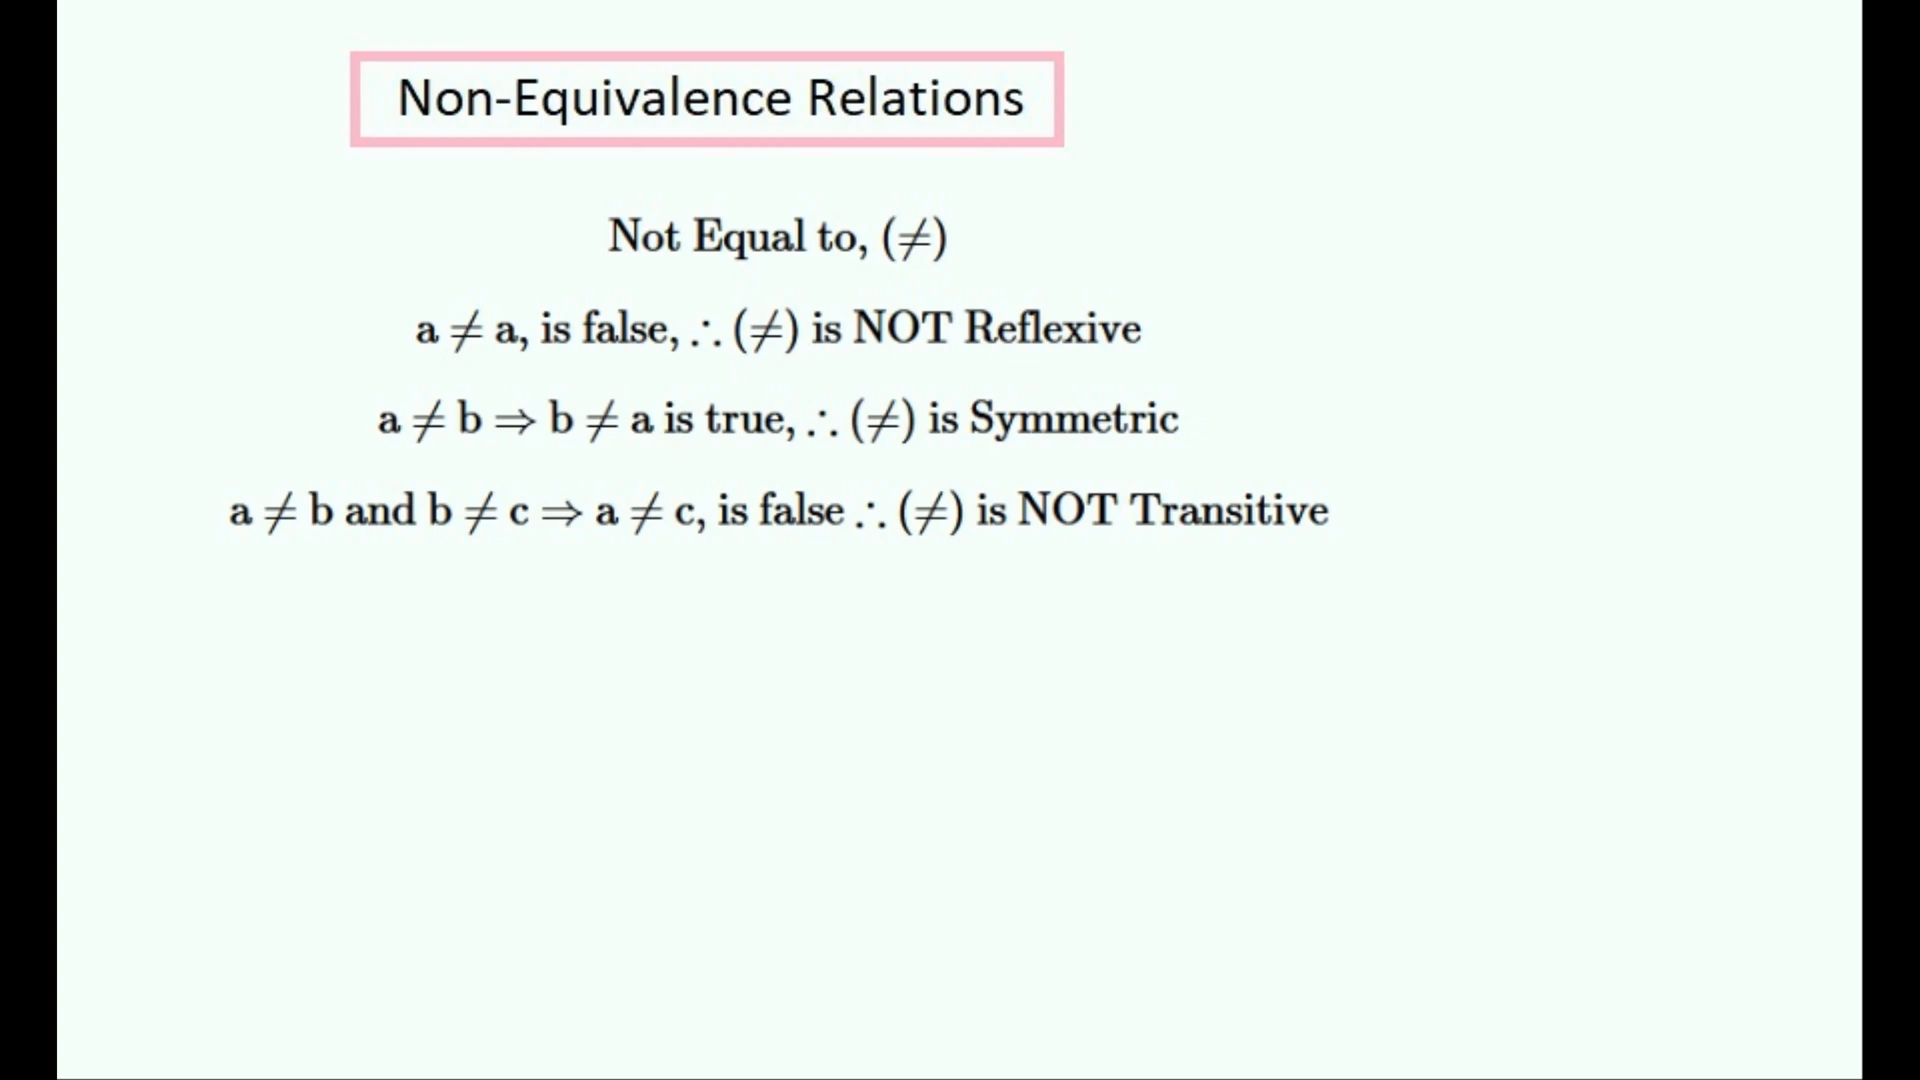 Non-Equivalence Relations
Not Equal to, (≠)
a ≠ a, is false, ∴ (≠) is NOT Reflexive
a ≠ b ⇒ b ≠ a is true, ∴ (≠) is Symmetric
a ≠ b and b ≠ c ⇒ a ≠ c, is false ∴ (≠) is NOT Transitive